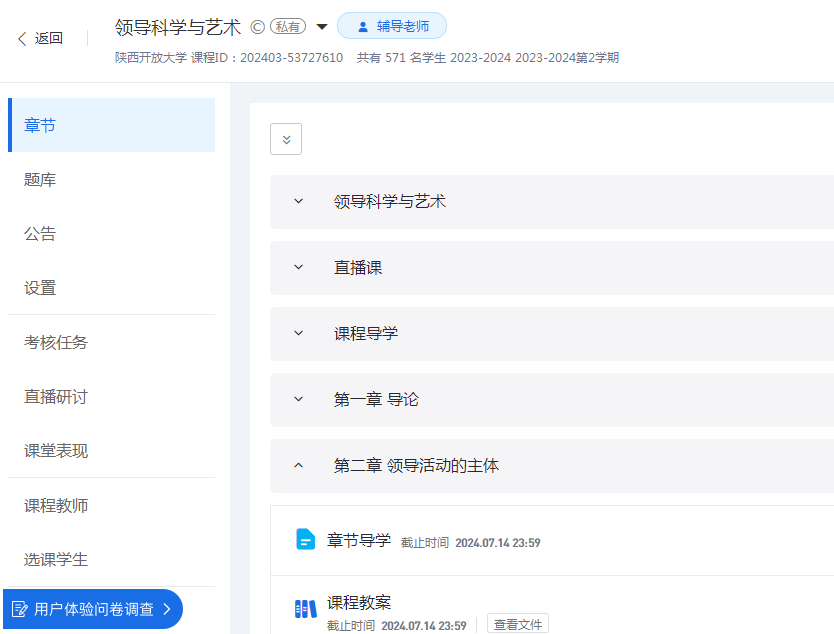 返回
领导科学与艺术 © 私有 辅导老师
陕西开放大学 课程ID：202403-53727610 共有 571 名学生 2023-2024 2023-2024第2学期
章节
题库
公告
设置
考核任务
直播研讨
课堂表现
课程教师
选课学生
用户体验问卷调查
领导科学与艺术
直播课
课程导学
第一章 导论
第二章 领导活动的主体
章节导学 截止时间 2024.07.14 23:59
课程教案
截止时间 2024.07.14 23:59 查看文件